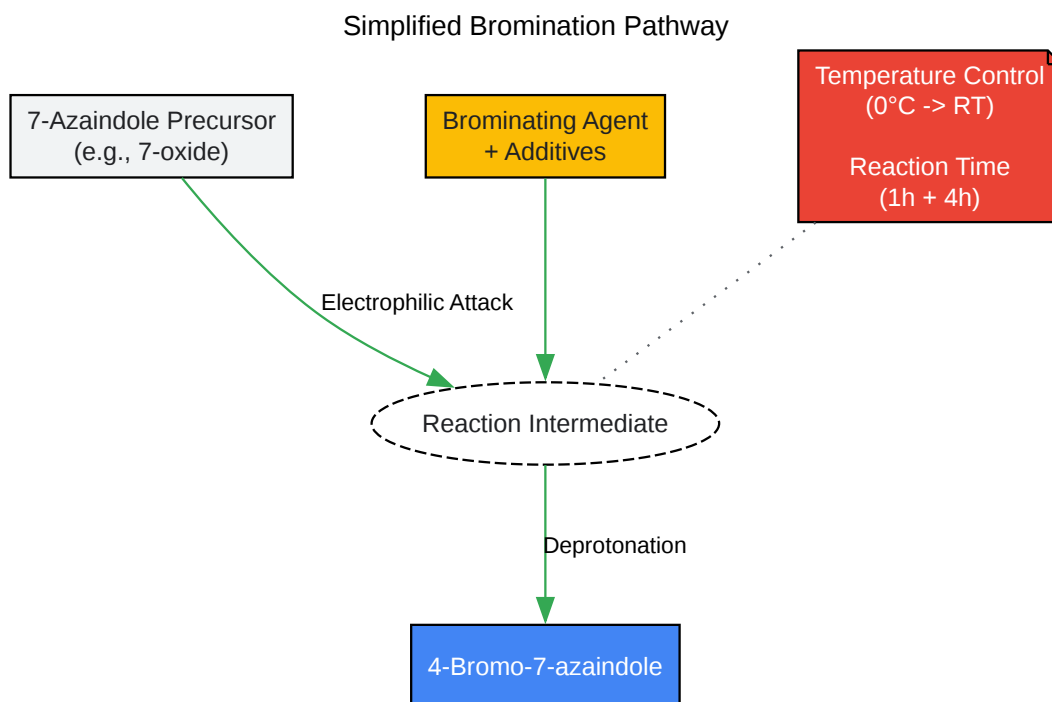 Simplified Bromination Pathway
7-Azaindole Precursor
(e.g., 7-oxide)
Brominating Agent
+ Additives
Temperature Control
(0°C -> RT)
Reaction Time
(1h + 4h)
Electrophilic Attack
Reaction Intermediate
Deprotonation
4-Bromo-7-azaindole